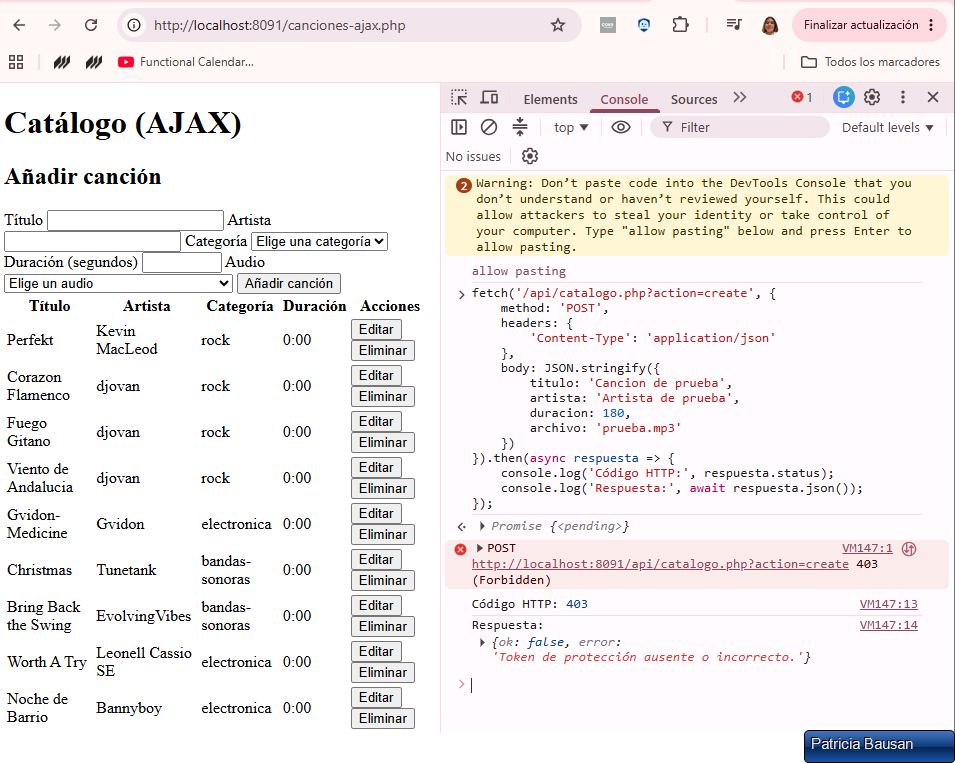 http://localhost:8091/canciones-ajax.php
Finalizar actualización
Functional Calendar...
Todos los marcadores
Catálogo (AJAX)
Añadir canción
Título
Artista
Categoría
Elige una categoría
Duración (segundos)
Audio
Elige un audio
Añadir canción
Título Artista Categoría Duración Acciones
Perfekt Kevin MacLeod rock 0:00 Editar Eliminar
Corazon Flamenco djovan rock 0:00 Editar Eliminar
Fuego Gitano djovan rock 0:00 Editar Eliminar
Viento de Andalucia djovan rock 0:00 Editar Eliminar
Gvidon-Medicine Gvidon electronica 0:00 Editar Eliminar
Christmas Tunetank bandas-sonoras 0:00 Editar Eliminar
Bring Back the Swing EvolvingVibes bandas-sonoras 0:00 Editar Eliminar
Worth A Try Leonell Cassio SE electronica 0:00 Editar Eliminar
Noche de Barrio Bannyboy electronica 0:00 Editar Eliminar
Elements Console Sources 1
top Filter Default levels
No issues
2 Warning: Don’t paste code into the DevTools Console that you
don’t understand or haven’t reviewed yourself. This could
allow attackers to steal your identity or take control of
your computer. Type "allow pasting" below and press Enter to
allow pasting.
allow pasting
fetch('/api/catalogo.php?action=create', {
method: 'POST',
headers: {
'Content-Type': 'application/json'
},
body: JSON.stringify({
titulo: 'Cancion de prueba',
artista: 'Artista de prueba',
duracion: 180,
archivo: 'prueba.mp3'
})
}).then(async respuesta => {
console.log('Código HTTP:', respuesta.status);
console.log('Respuesta:', await respuesta.json());
});
Promise {<pending>}
POST VM147:1
http://localhost:8091/api/catalogo.php?action=create 403
(Forbidden)
Código HTTP: 403 VM147:13
Respuesta: VM147:14
{ok: false, error:
'Token de protección ausente o incorrecto.'}
Patricia Bausan